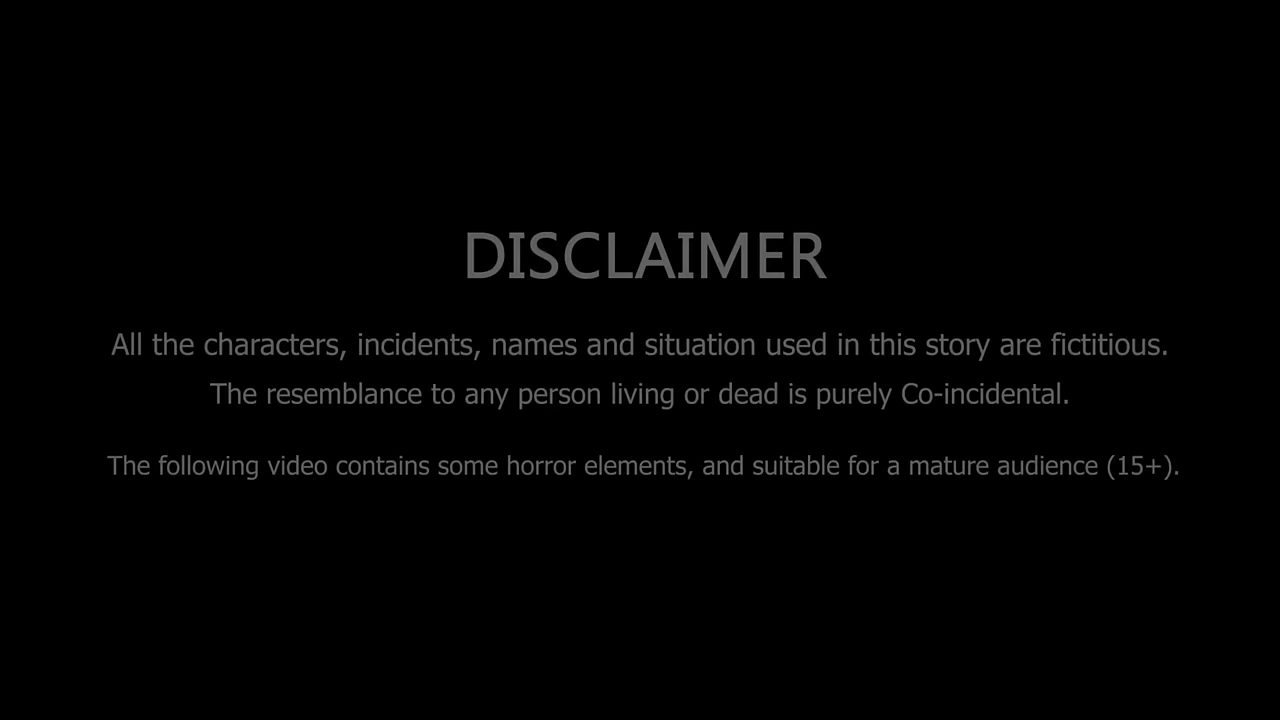 DISCLAIMER
All the characters, incidents, names and situation used in this story are fictitious.
The resemblance to any person living or dead is purely Co-incidental.
The following video contains some horror elements, and suitable for a mature audience (15+).